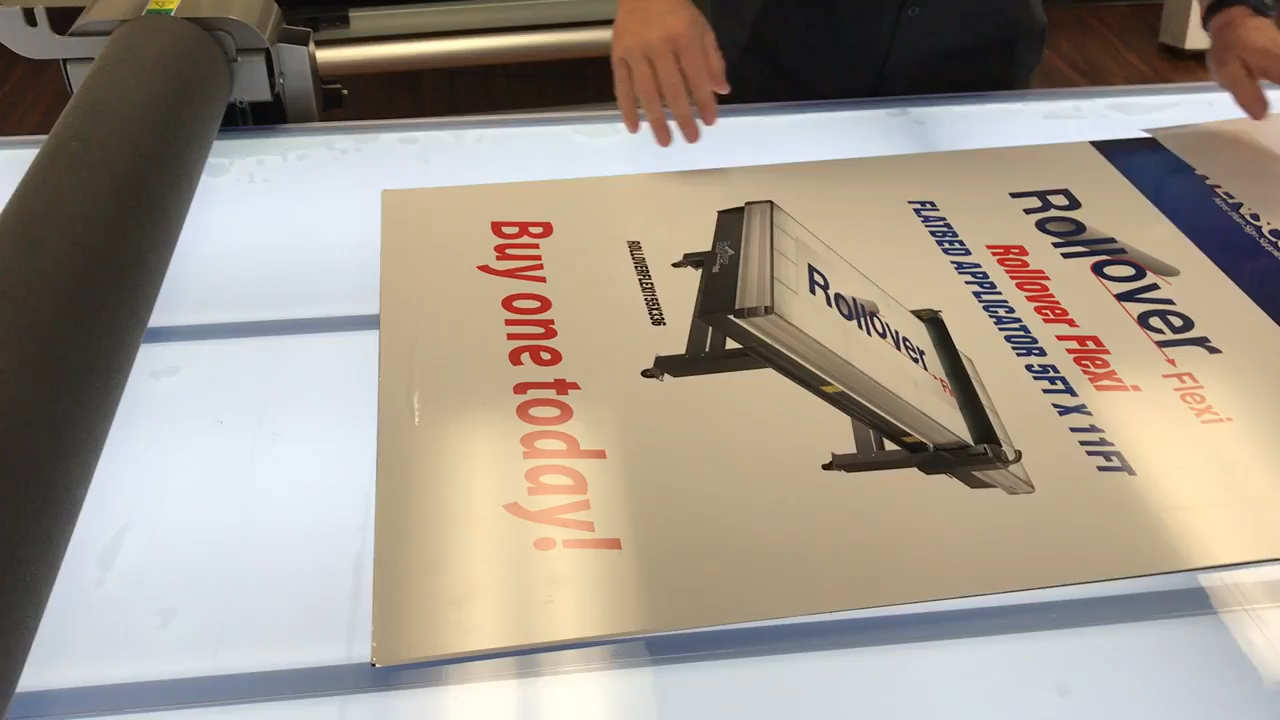 Rollover
Flexi
Rollover Flexi
FLATBED APPLICATOR 5FT X 11FT
Rollover
ROLLOVERFLEXI155X336
Buy one today!